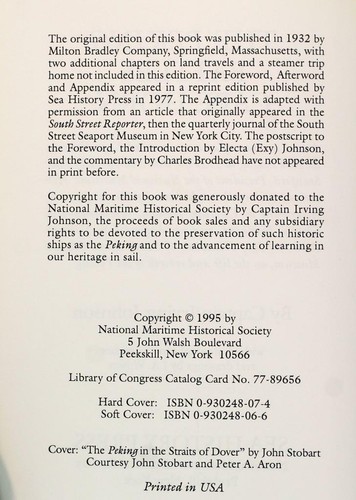 The original edition of this book was published in 1932 by
Milton Bradley Company, Springfield, Massachusetts, with
two additional chapters on land travels and a steamer trip
home not included in this edition. The Foreword, Afterword
and Appendix appeared in a reprint edition published by
Sea History Press in 1977. The Appendix is adapted with
permission from an article that originally appeared in the
South Street Reporter, then the quarterly journal of the South
Street Seaport Museum in New York City. The postscript to
the Foreword, the Introduction by Electa (Exy) Johnson,
and the commentary by Charles Brodhead have not appeared
in print before.
Copyright for this book was generously donated to the
National Maritime Historical Society by Captain Irving
Johnson, the proceeds of book sales and any subsidiary
rights to be devoted to the preservation of such historic
ships as the Peking and to the advancement of learning in
our heritage in sail.
Copyright © 1995 by
National Maritime Historical Society
5 John Walsh Boulevard
Peekskill, New York 10566
Library of Congress Catalog Card No. 77-89656
Hard Cover: ISBN 0-930248-07-4
Soft Cover: ISBN 0-930248-06-6
Cover: "The Peking in the Straits of Dover" by John Stobart
Courtesy John Stobart and Peter A. Aron
Printed in USA